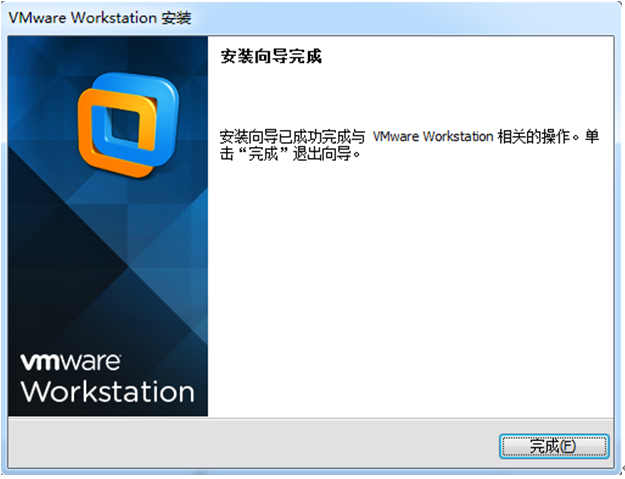 VMware Workstation 安装
安装向导完成
安装向导已成功完成与 VMware Workstation 相关的操作。单
击“完成”退出向导。
vmware
Workstation
完成(F)